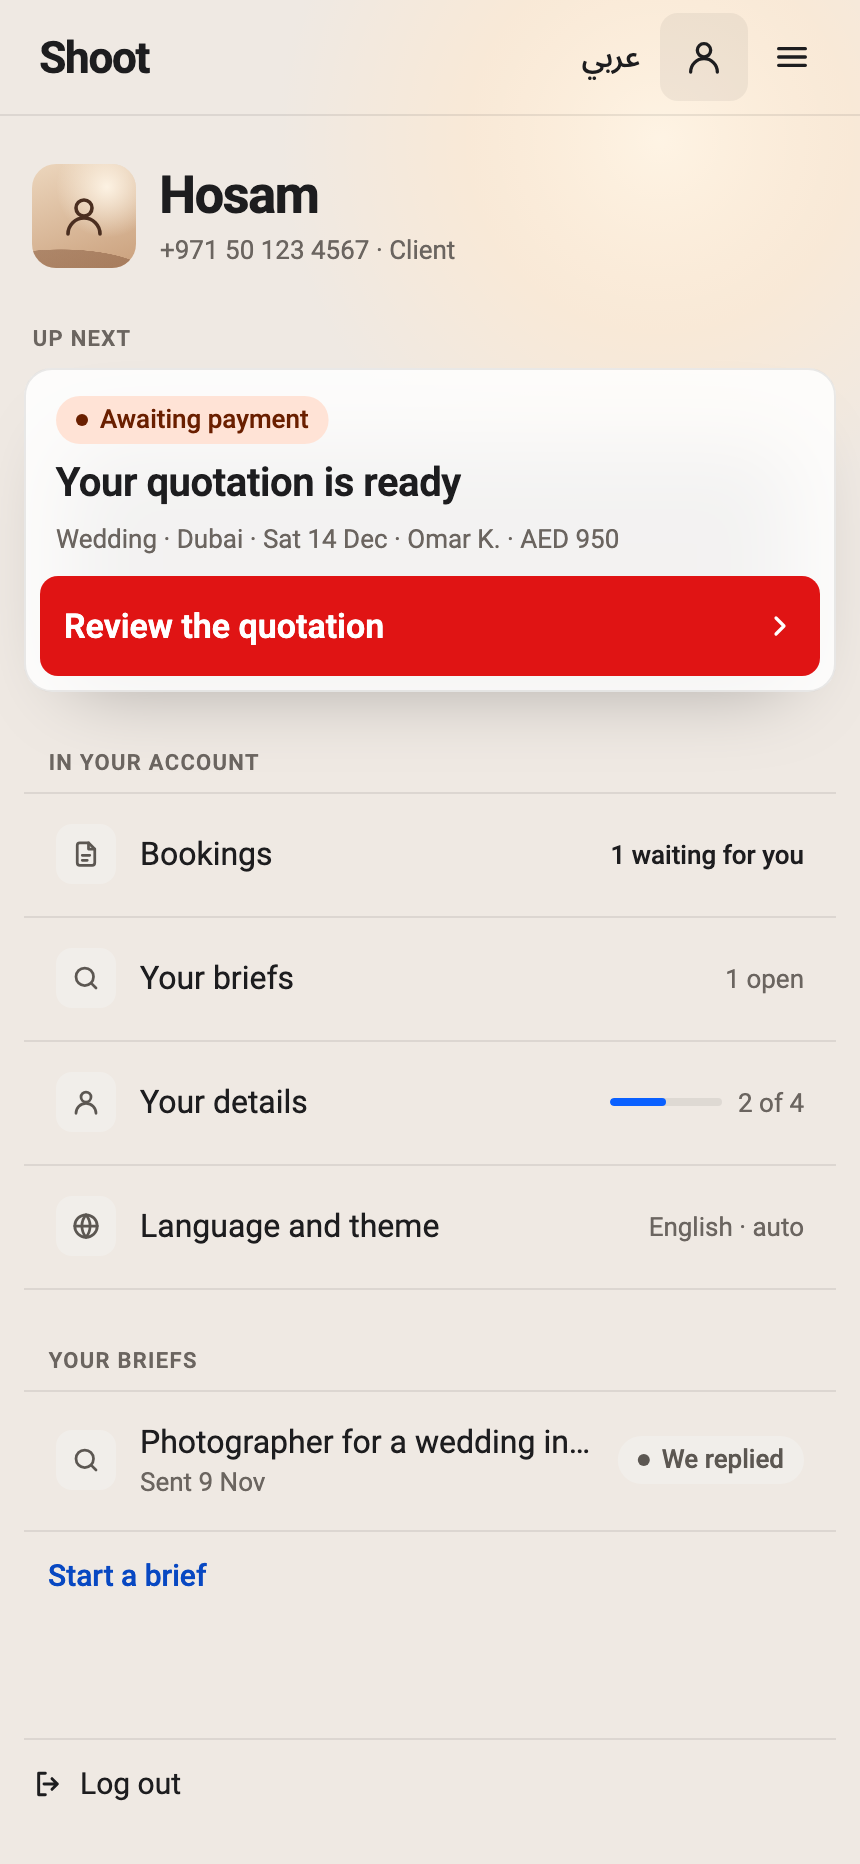 Shoot
عربي
Hosam
+971 50 123 4567 · Client
UP NEXT
Awaiting payment
Your quotation is ready
Wedding · Dubai · Sat 14 Dec · Omar K. · AED 950
Review the quotation
IN YOUR ACCOUNT
Bookings
1 waiting for you
Your briefs
1 open
Your details
2 of 4
Language and theme
English · auto
YOUR BRIEFS
Photographer for a wedding in...
We replied
Sent 9 Nov
Start a brief
Log out